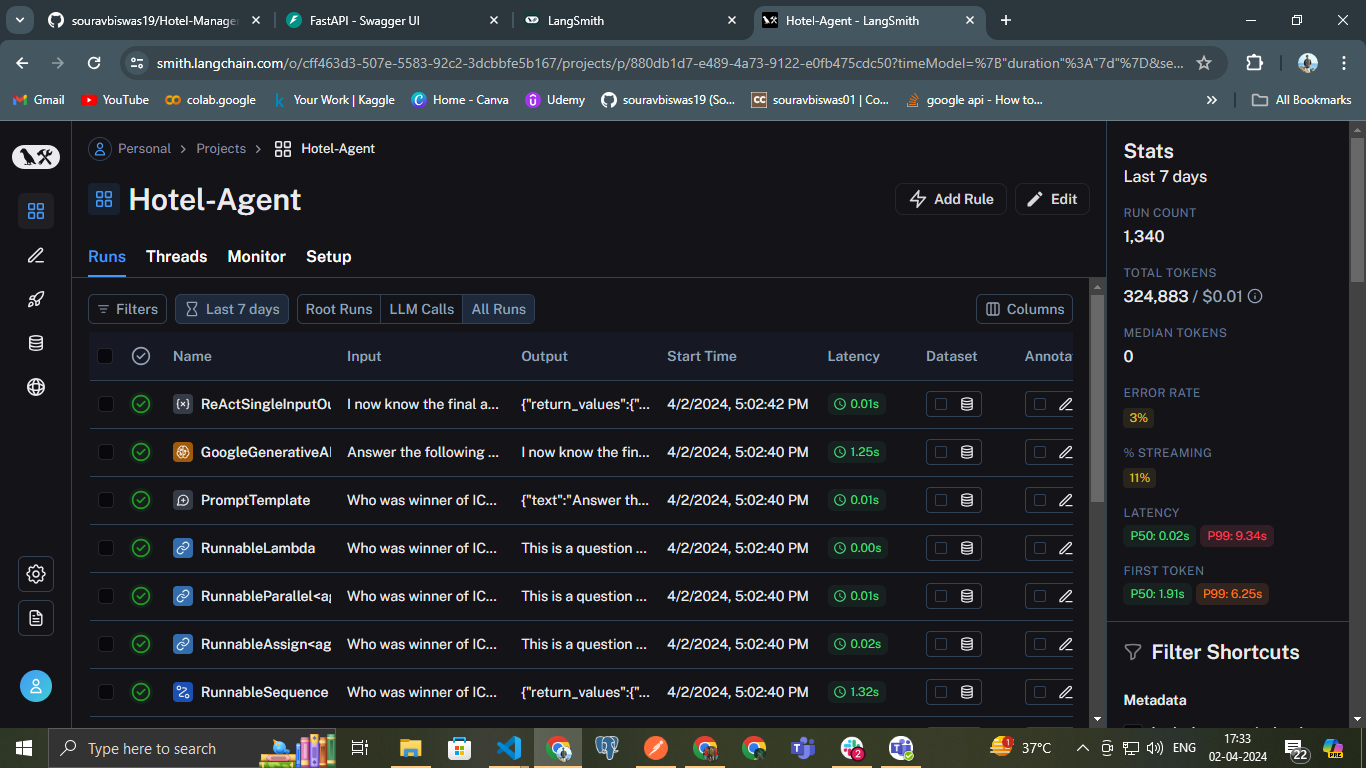 souravbiswas19/Hotel-Manager
FastAPI - Swagger UI
LangSmith
Hotel-Agent - LangSmith
smith.langchain.com/o/cff463d3-507e-5583-92c2-3dcbbfe5b167/projects/p/880db1d7-e489-4a73-9122-e0fb475cdc50?timeModel=%7B"duration"%3A"7d"%7D&se...
Gmail
YouTube
colab.google
Your Work | Kaggle
Home - Canva
Udemy
souravbiswas19 (So...
souravbiswas01 | Co...
google api - How to...
All Bookmarks
Personal > Projects > Hotel-Agent
Hotel-Agent
Add Rule
Edit
Runs Threads Monitor Setup
Filters
Last 7 days
Root Runs
LLM Calls
All Runs
Columns
Name Input Output Start Time Latency Dataset Annota
ReActSingleInputOu I now know the final a... {"return_values":{"... 4/2/2024, 5:02:42 PM 0.01s
GoogleGenerativeAI Answer the following ... I now know the fin... 4/2/2024, 5:02:40 PM 1.25s
PromptTemplate Who was winner of IC... {"text":"Answer th... 4/2/2024, 5:02:40 PM 0.01s
RunnableLambda Who was winner of IC... This is a question ... 4/2/2024, 5:02:40 PM 0.00s
RunnableParallel<ag Who was winner of IC... This is a question ... 4/2/2024, 5:02:40 PM 0.01s
RunnableAssign<ag Who was winner of IC... This is a question ... 4/2/2024, 5:02:40 PM 0.02s
RunnableSequence Who was winner of IC... {"return_values":{"... 4/2/2024, 5:02:40 PM 1.32s
Stats
Last 7 days
RUN COUNT
1,340
TOTAL TOKENS
324,883 / $0.01
MEDIAN TOKENS
0
ERROR RATE
3%
% STREAMING
11%
LATENCY
P50: 0.02s P99: 9.34s
FIRST TOKEN
P50: 1.91s P99: 6.25s
Filter Shortcuts
Metadata
Type here to search
37°C
ENG
17:33
02-04-2024
22